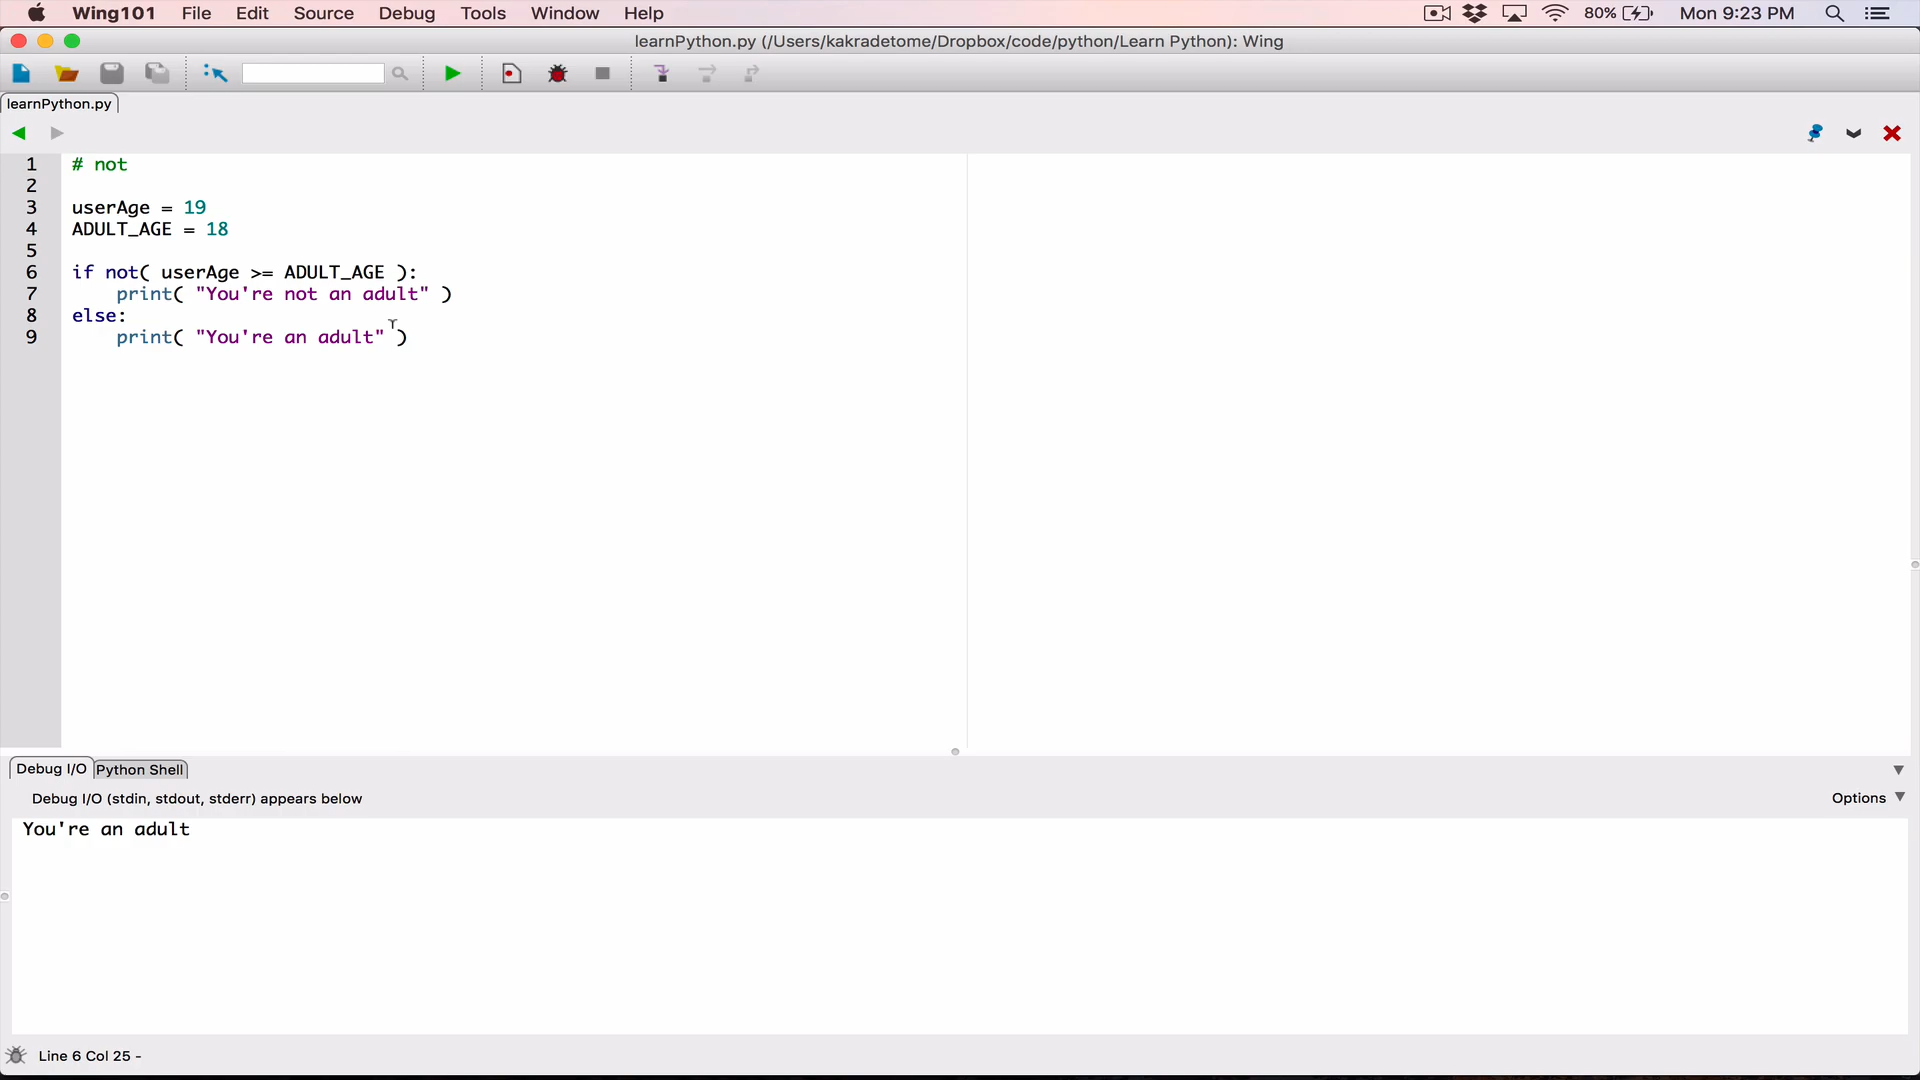 Wing101 File Edit Source Debug Tools Window Help 80% Mon 9:23 PM
learnPython.py (/Users/kakradetome/Dropbox/code/python/Learn Python): Wing
learnPython.py
1 # not
2
3 userAge = 19
4 ADULT_AGE = 18
5
6 if not( userAge >= ADULT_AGE ):
7 print( "You're not an adult" )
8 else:
9 print( "You're an adult" )
Debug I/O Python Shell
Debug I/O (stdin, stdout, stderr) appears below Options
You're an adult
Line 6 Col 25 -